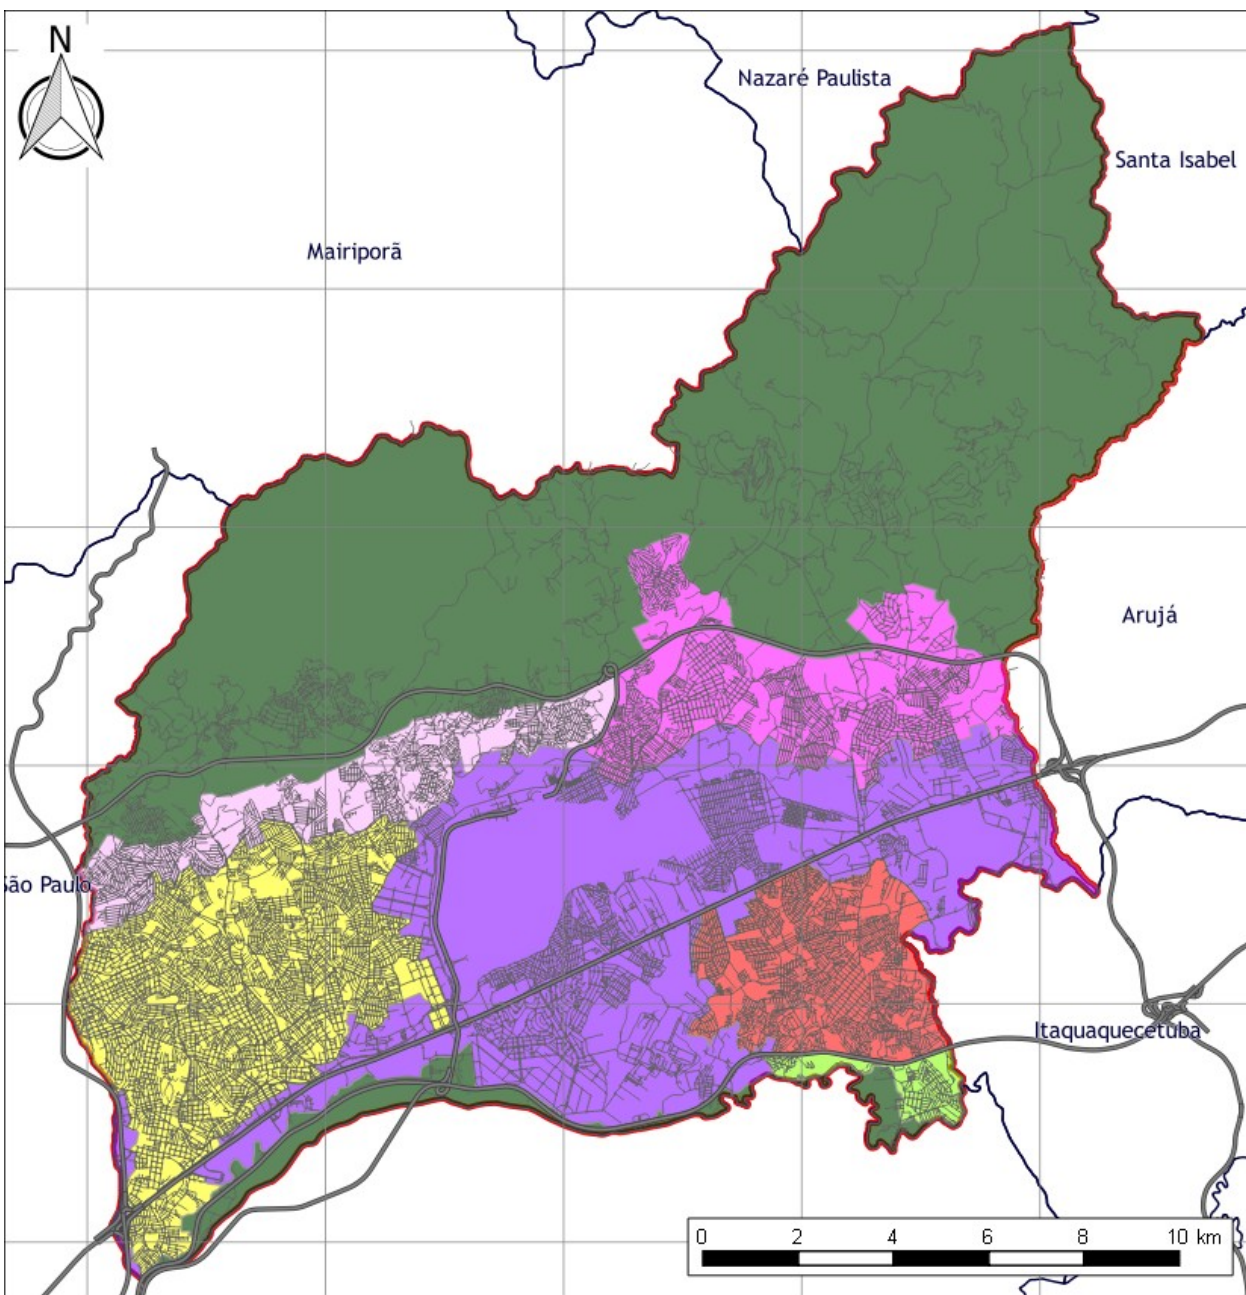 N
Nazaré Paulista
Santa Isabel
Mairiporã
Arujá
São Paulo
Itaquaquecetuba
0 2 4 6 8 10 km